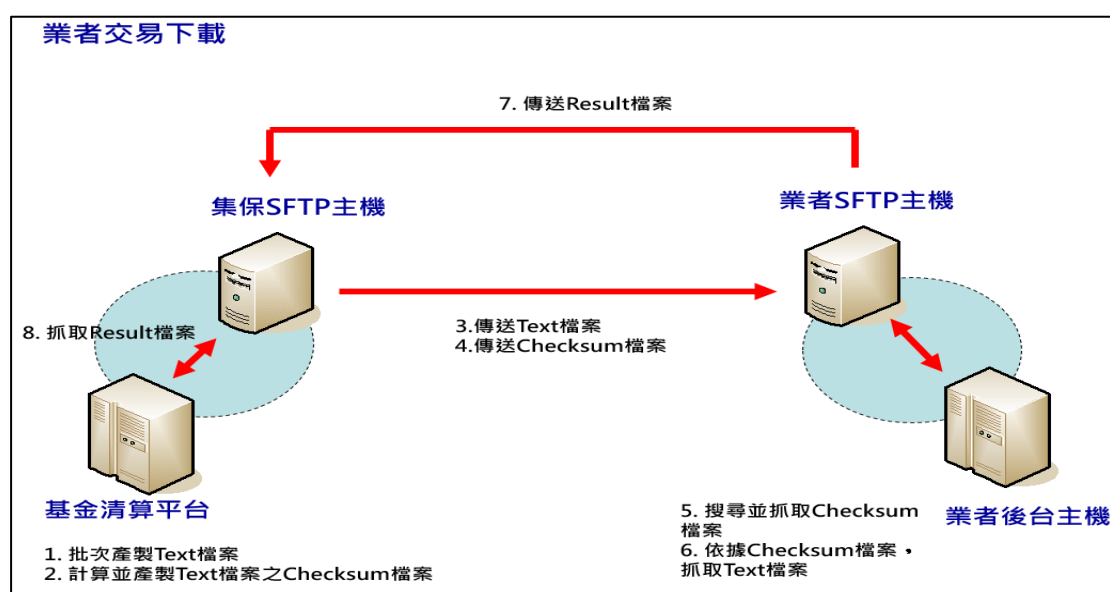 業者交易下載
7. 傳送Result檔案
集保SFTP主機
業者SFTP主機
8. 抓取Result檔案
3.傳送Text檔案
4.傳送Checksum檔案
基金清算平台
1. 批次產製Text檔案
2. 計算並產製Text檔案之Checksum檔案
5. 搜尋並抓取Checksum
檔案
6. 依據Checksum檔案，
抓取Text檔案
業者後台主機